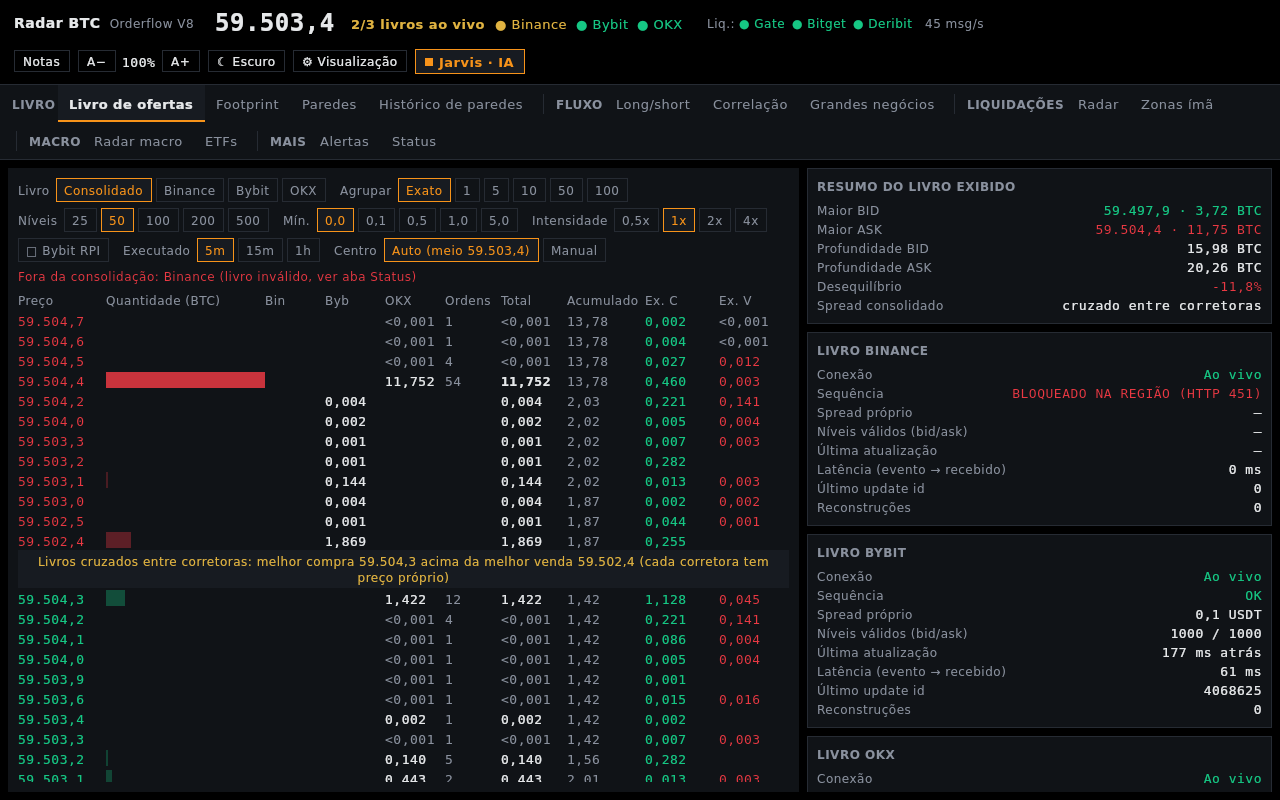 Radar BTC Orderflow V8 59.503,4 2/3 livros ao vivo ● Binance ● Bybit ● OKX Liq.: ● Gate ● Bitget ● Deribit 45 msg/s
Notas A− 100% A+ ☾ Escuro ⚙ Visualização ■ Jarvis · IA
LIVRO Livro de ofertas Footprint Paredes Histórico de paredes FLUXO Long/short Correlação Grandes negócios LIQUIDAÇÕES Radar Zonas ímã
MACRO Radar macro ETFs MAIS Alertas Status
Livro Consolidado Binance Bybit OKX Agrupar Exato 1 5 10 50 100
Níveis 25 50 100 200 500 Mín. 0,0 0,1 0,5 1,0 5,0 Intensidade 0,5x 1x 2x 4x
□ Bybit RPI Executado 5m 15m 1h Centro Auto (meio 59.503,4) Manual
Fora da consolidação: Binance (livro inválido, ver aba Status)
Preço Quantidade (BTC) Bin Byb OKX Ordens Total Acumulado Ex. C Ex. V
59.504,7 <0,001 1 <0,001 13,78 0,002 <0,001
59.504,6 <0,001 1 <0,001 13,78 0,004 <0,001
59.504,5 <0,001 4 <0,001 13,78 0,027 0,012
59.504,4 11,752 54 11,752 13,78 0,460 0,003
59.504,2 0,004 0,004 2,03 0,221 0,141
59.504,0 0,002 0,002 2,02 0,005 0,004
59.503,3 0,001 0,001 2,02 0,007 0,003
59.503,2 0,001 0,001 2,02 0,282
59.503,1 0,144 0,144 2,02 0,013 0,003
59.503,0 0,004 0,004 1,87 0,002 0,002
59.502,5 0,001 0,001 1,87 0,044 0,001
59.502,4 1,869 1,869 1,87 0,255
Livros cruzados entre corretoras: melhor compra 59.504,3 acima da melhor venda 59.502,4 (cada corretora tem
preço próprio)
59.504,3 1,422 12 1,422 1,42 1,128 0,045
59.504,2 <0,001 4 <0,001 1,42 0,221 0,141
59.504,1 <0,001 1 <0,001 1,42 0,086 0,004
59.504,0 <0,001 1 <0,001 1,42 0,005 0,004
59.503,9 <0,001 1 <0,001 1,42 0,001
59.503,6 <0,001 1 <0,001 1,42 0,015 0,016
59.503,4 0,002 1 0,002 1,42 0,002
59.503,3 <0,001 1 <0,001 1,42 0,007 0,003
59.503,2 0,140 5 0,140 1,56 0,282
59.503,1 0,443 2 0,443 2,01 0,013 0,003
RESUMO DO LIVRO EXIBIDO
Maior BID 59.497,9 · 3,72 BTC
Maior ASK 59.504,4 · 11,75 BTC
Profundidade BID 15,98 BTC
Profundidade ASK 20,26 BTC
Desequilíbrio -11,8%
Spread consolidado cruzado entre corretoras
LIVRO BINANCE
Conexão Ao vivo
Sequência BLOQUEADO NA REGIÃO (HTTP 451)
Spread próprio —
Níveis válidos (bid/ask) —
Última atualização —
Latência (evento → recebido) 0 ms
Último update id 0
Reconstruções 0
LIVRO BYBIT
Conexão Ao vivo
Sequência OK
Spread próprio 0,1 USDT
Níveis válidos (bid/ask) 1000 / 1000
Última atualização 177 ms atrás
Latência (evento → recebido) 61 ms
Último update id 4068625
Reconstruções 0
LIVRO OKX
Conexão Ao vivo